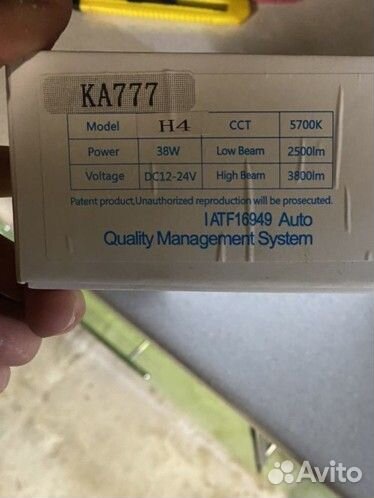 KA777
Model H4 CCT 5700K
Power 38W Low Beam 2500lm
Voltage DC12-24V High Beam 3800lm
Patent product,Unauthorized reproduction will be prosecuted.
IATF16949 Auto
Quality Management System
Avito